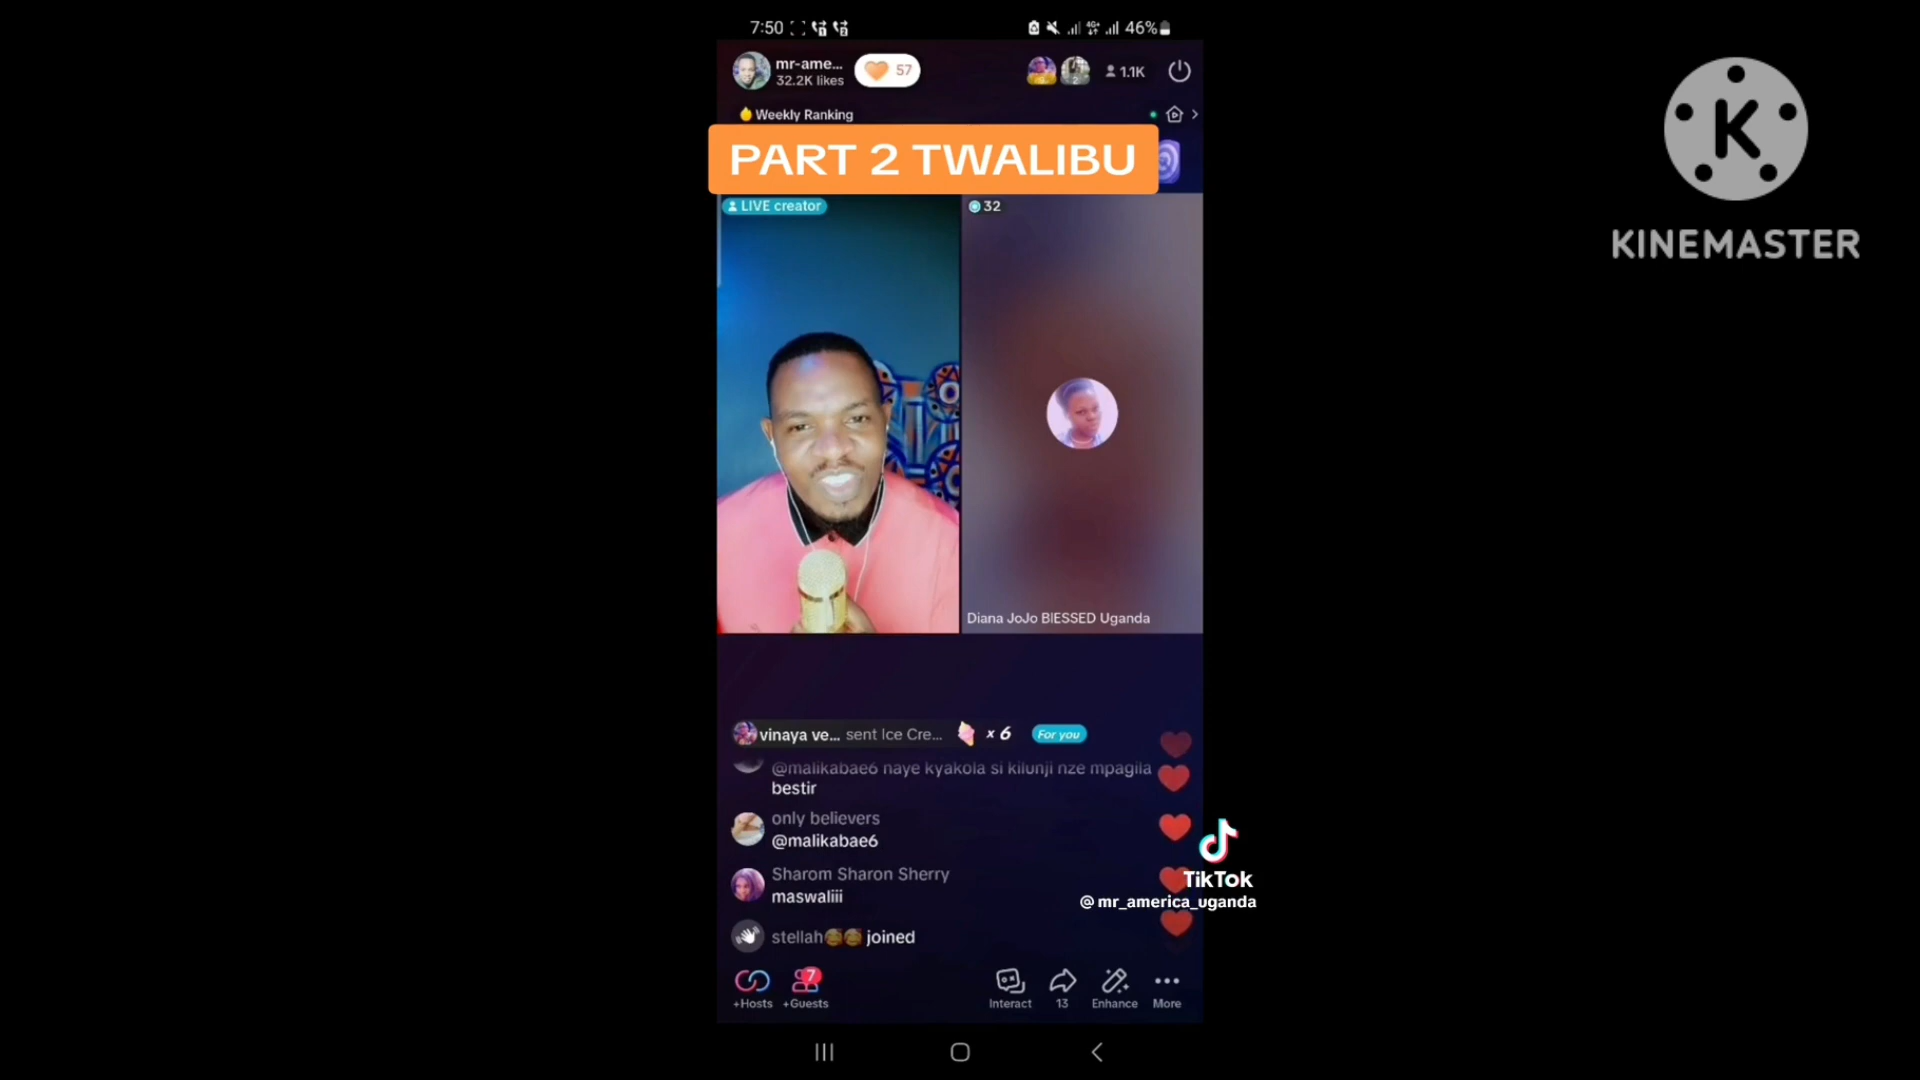 7:50
4G+
46%
mr-ame...
32.2K likes
57
1.1K
Weekly Ranking
PART 2 TWALIBU
LIVE creator
32
Diana JoJo BlESSED Uganda
KINEMASTER
vinaya ve... sent Ice Cre... x 6 For you
@malikabae6 naye kyakola si kilunji nze mpagila
bestir
only believers
@malikabae6
Sharom Sharon Sherry
maswaliii
stellah🥰🥰 joined
TikTok
@mr_america_uganda
7
+Hosts
+Guests
Interact
13
Enhance
More